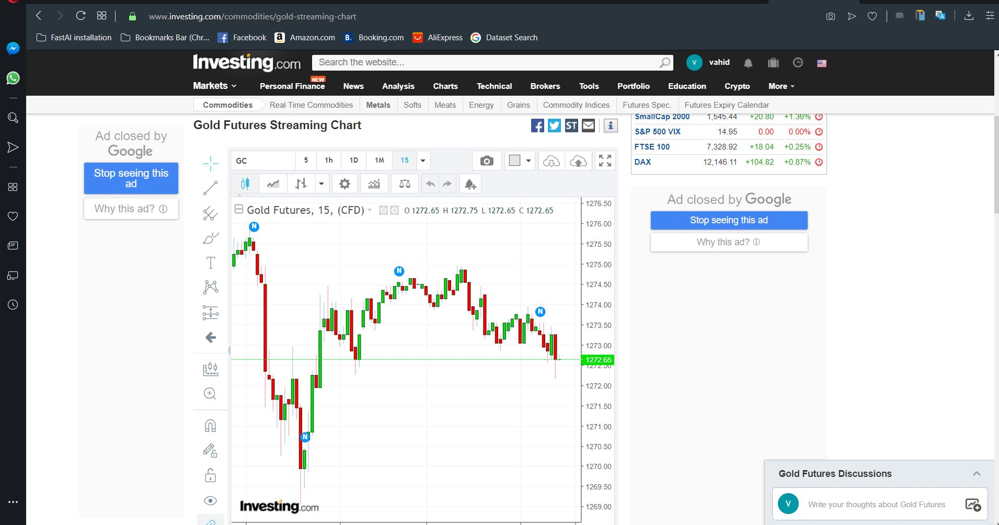 www.investing.com/commodities/gold-streaming-chart
FastAI installation Bookmarks Bar (Chr... Facebook Amazon.com B. Booking.com AliExpress Dataset Search
Investing.com Search the website... V vahid
NEW
Markets Personal Finance News Analysis Charts Technical Brokers Tools Portfolio Education Crypto More
Commodities Real Time Commodities Metals Softs Meats Energy Grains Commodity Indices Futures Spec. Futures Expiry Calendar
Gold Futures Streaming Chart
ST
SmallCap 2000 1,545.44 +20.80 +1.36%
S&P 500 VIX 14.95 0.00 0.00%
FTSE 100 7,328.92 +18.04 +0.25%
DAX 12,146.11 +104.82 +0.87%
Ad closed by
Google
Stop seeing this
ad
Why this ad?
GC 5 1h 1D 1M 15
Gold Futures, 15, (CFD) O 1272.65 H 1272.75 L 1272.65 C 1272.65
N
N
N
N
1276.50
1276.00
1275.50
1275.00
1274.50
1274.00
1273.50
1273.00
1272.65
1272.50
1272.00
1271.50
1271.00
1270.50
1270.00
1269.50
1269.00
Investing.com
Ad closed by Google
Stop seeing this ad
Why this ad?
Gold Futures Discussions
V Write your thoughts about Gold Futures